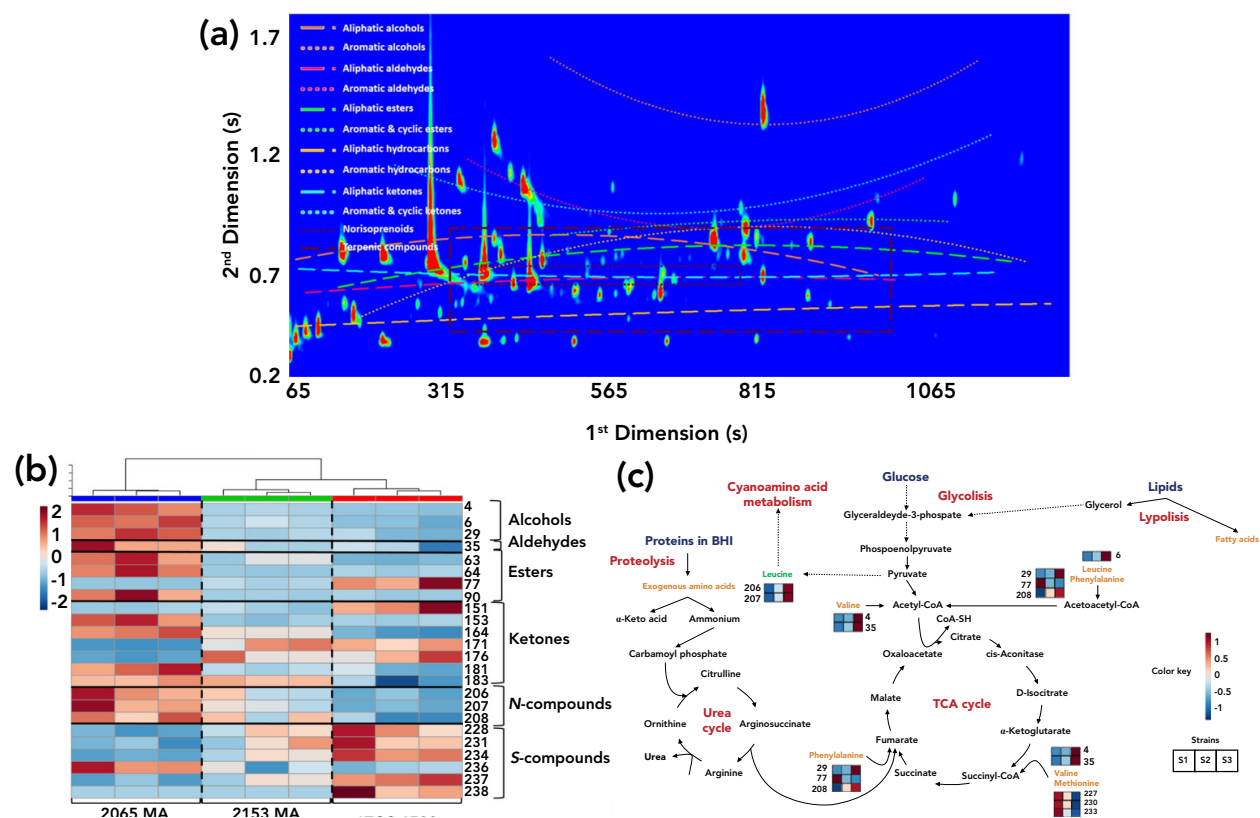 (a)
1.7
1.2
0.7
0.2
2nd Dimension (s)
Aliphatic alcohols
Aromatic alcohols
Aliphatic aldehydes
Aromatic aldehydes
Aliphatic esters
Aromatic & cyclic esters
Aliphatic hydrocarbons
Aromatic hydrocarbons
Aliphatic ketones
Aromatic & cyclic ketones
Norisoprenoids
Terpenic compounds
65 315 565 815 1065
1st Dimension (s)
(b)
2
1
0
-1
-2
4
6
29
35
63
64
77
90
151
153
164
171
176
181
183
206
207
208
228
231
234
236
237
238
Alcohols
Aldehydes
Esters
Ketones
N-compounds
S-compounds
2065 MA 2153 MA
(c)
Cyanoamino acid
metabolism
Glucose
Glycolisis
Lipids
Glyceraldeyde-3-pospate
Glycerol
Lypolisis
Fatty acids
Proteins in BHI
Proteolysis
Phospoenolpyruvate
Exogenous amino acids
Leucine
206
207
Pyruvate
6
Leucine
Phenylalanine
29
77
208
α-Keto acid
Ammonium
Valine
4
35
Acetyl-CoA
CoA-SH
Acetoacetyl-CoA
Carbamoyl phosphate
Citrulline
Oxaloacetate
Citrate
cis-Aconitase
Ornithine
Urea
cycle
Arginosuccinate
Malate
TCA cycle
D-Isocitrate
Urea
Arginine
Fumarate
α-Ketoglutarate
Phenylalanine
29
77
208
Succinate
Succinyl-CoA
4
35
Valine
Methionine
227
230
233
Color key
1
0.5
0
-0.5
-1
Strains
S1 S2 S3